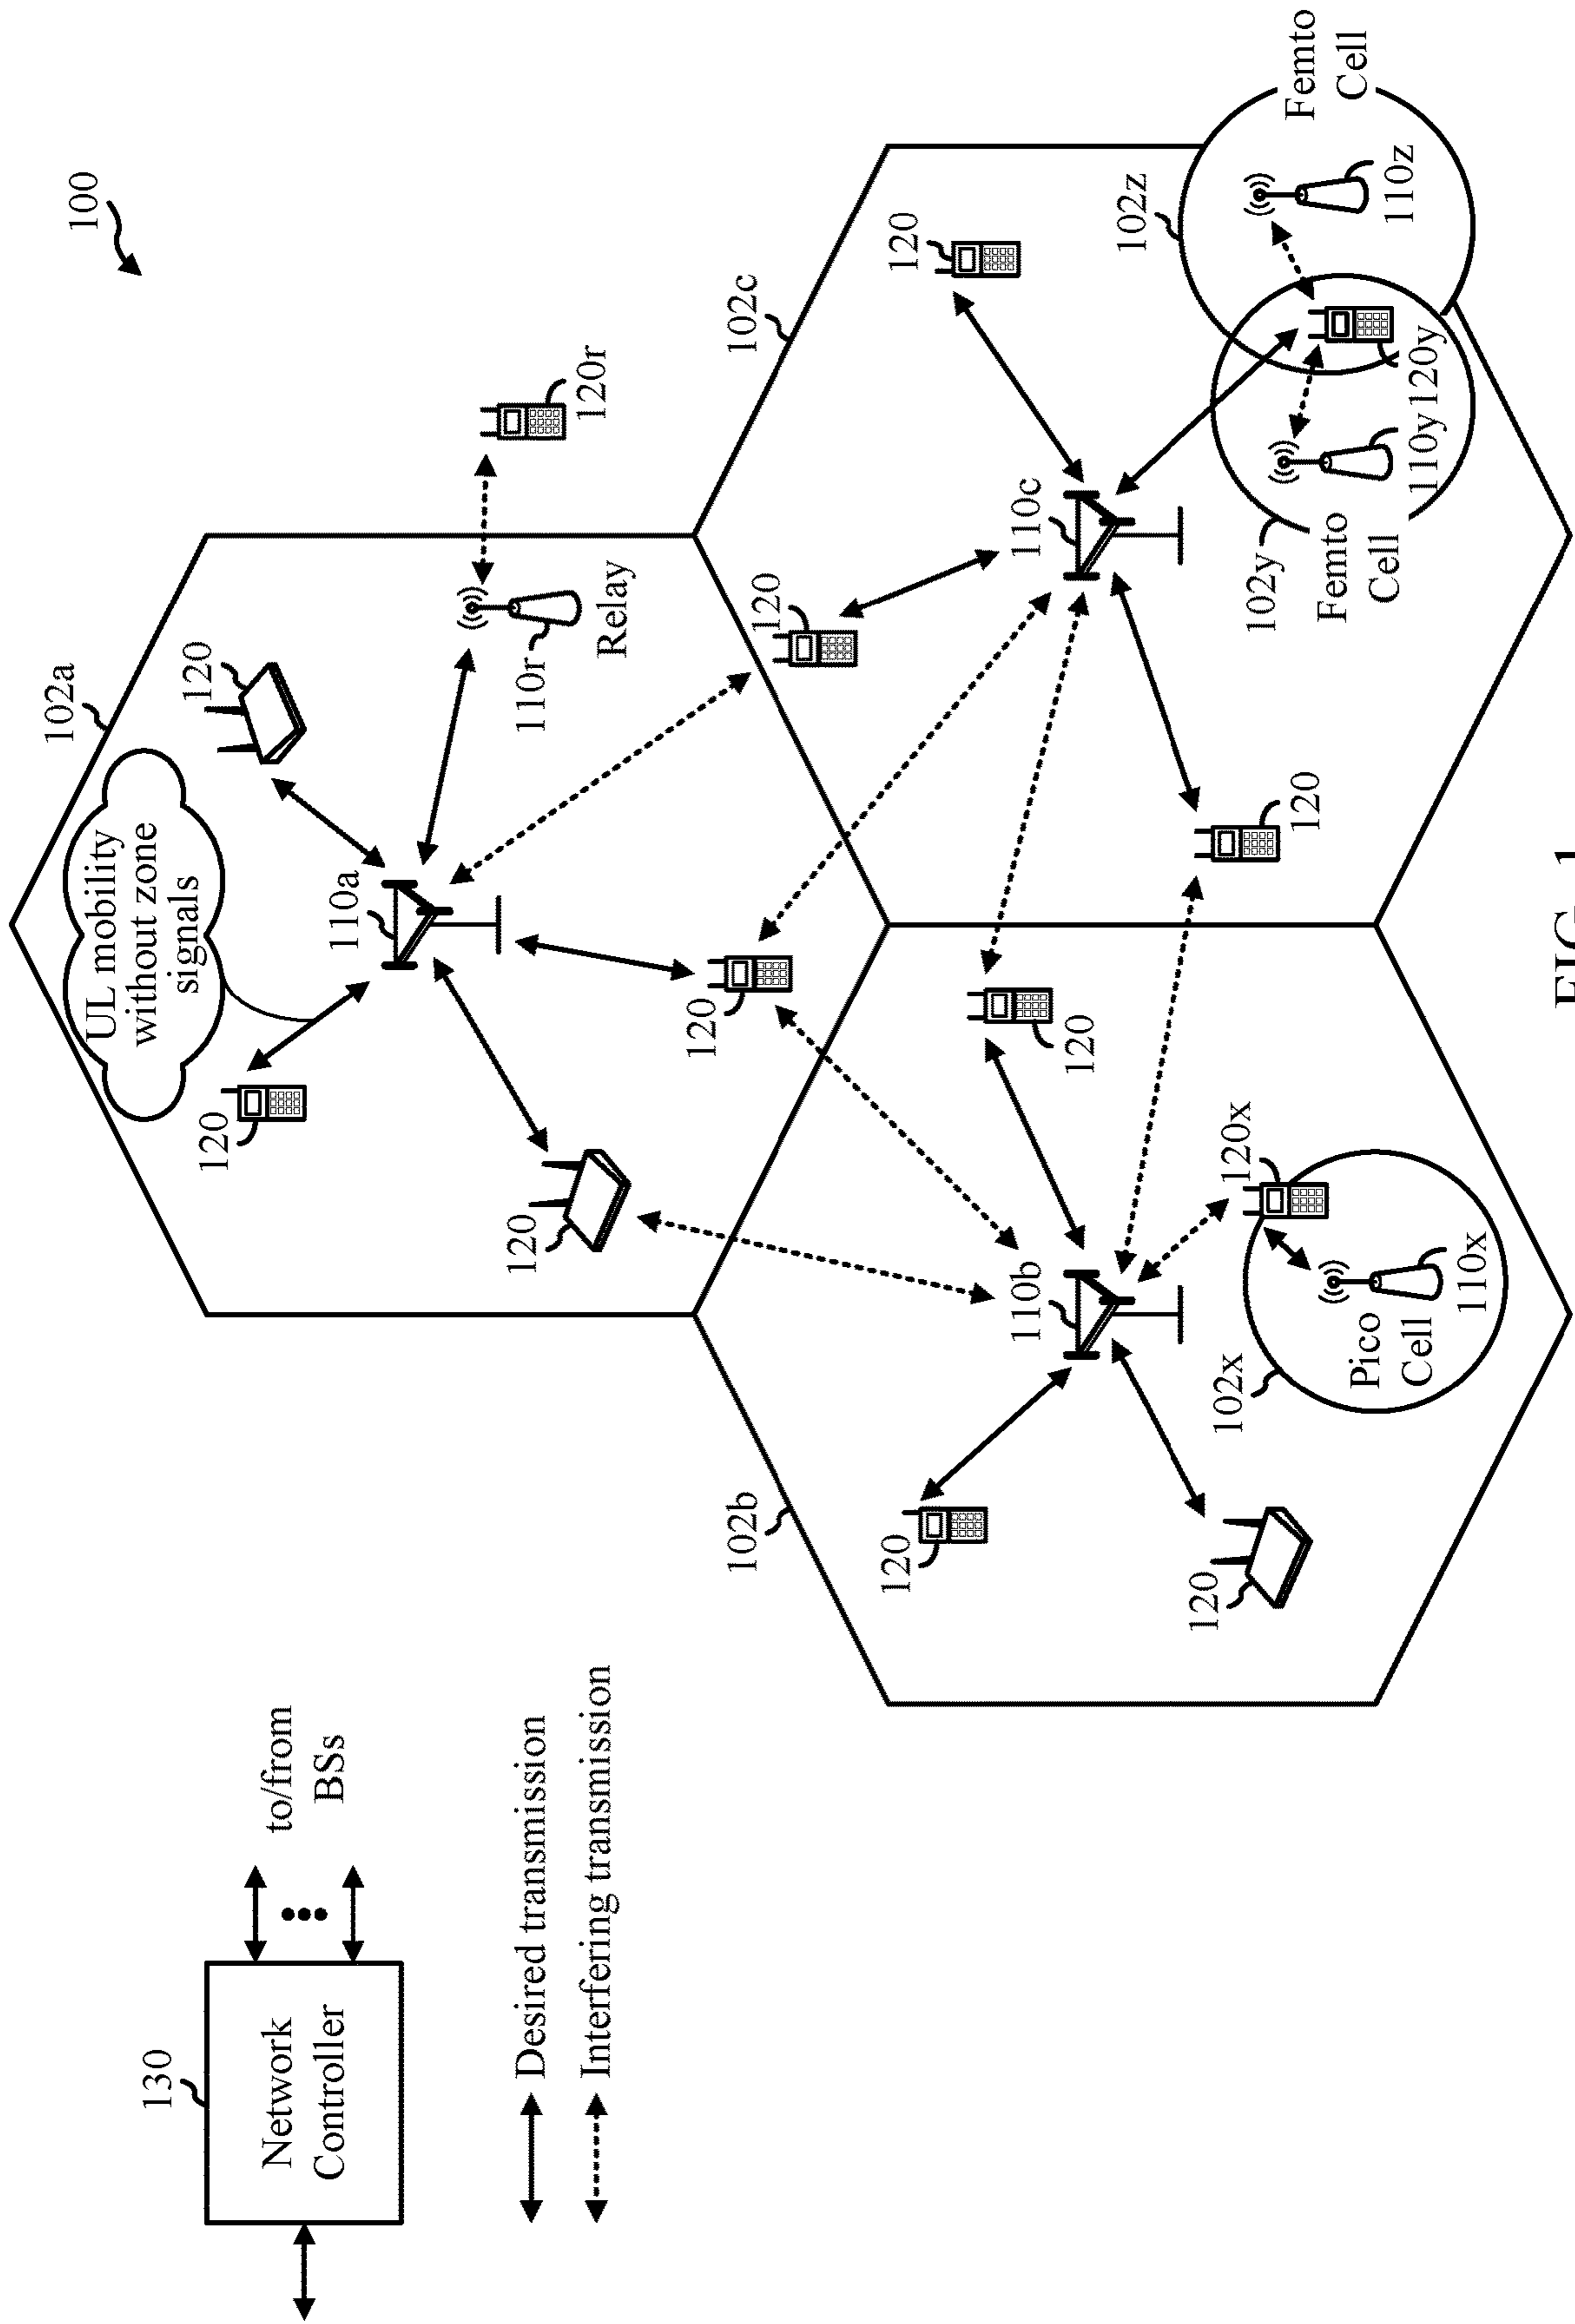 100
130
Network
Controller
to/from
BSs
Desired transmission
Interfering transmission
102a
UL mobility
without zone
signals
120
120
110a
120
110r
Relay
120r
120
120
102b
102c
120
110b
120
110c
120
120
120
120x
102x
Pico
Cell
110x
102y
Femto
Cell
110y
120y
102z
110z
Femto
Cell
FIG. 1